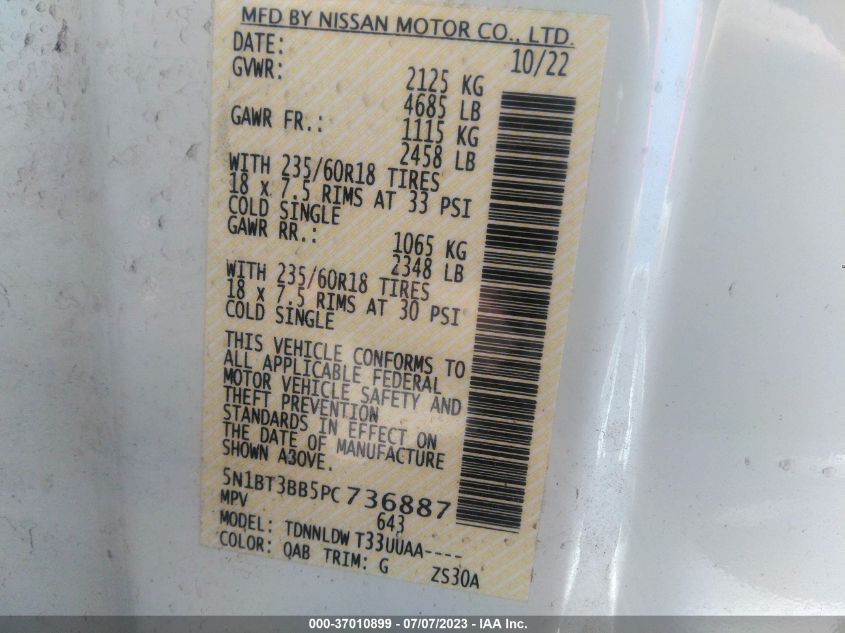 MFD BY NISSAN MOTOR CO., LTD.
DATE: 10/22
GVWR: 2125 KG
4685 LB
GAWR FR.: 1115 KG
2458 LB
WITH 235/60R18 TIRES
18 x 7.5 RIMS AT 33 PSI
COLD SINGLE
GAWR RR.: 1065 KG
2348 LB
WITH 235/60R18 TIRES
18 x 7.5 RIMS AT 30 PSI
COLD SINGLE
THIS VEHICLE CONFORMS TO
ALL APPLICABLE FEDERAL
MOTOR VEHICLE SAFETY AND
THEFT PREVENTION
STANDARDS IN EFFECT ON
THE DATE OF MANUFACTURE
SHOWN ABOVE.
5N1BT3BB5PC736887
MPV 643
MODEL: TDNNLDW T33UUAA----
COLOR: QAB TRIM: G ZS30A
000-37010899 / 07/07/2023 - IAA Inc.